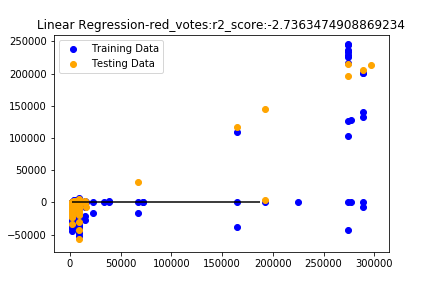 Linear Regression-red_votes:r2_score:-2.7363474908869234
Training Data
Testing Data
250000
200000
150000
100000
50000
0
−50000
0 50000 100000 150000 200000 250000 300000